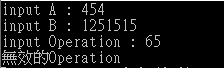 input A : 454
input B : 1251515
input Operation : 65
無效的Operation